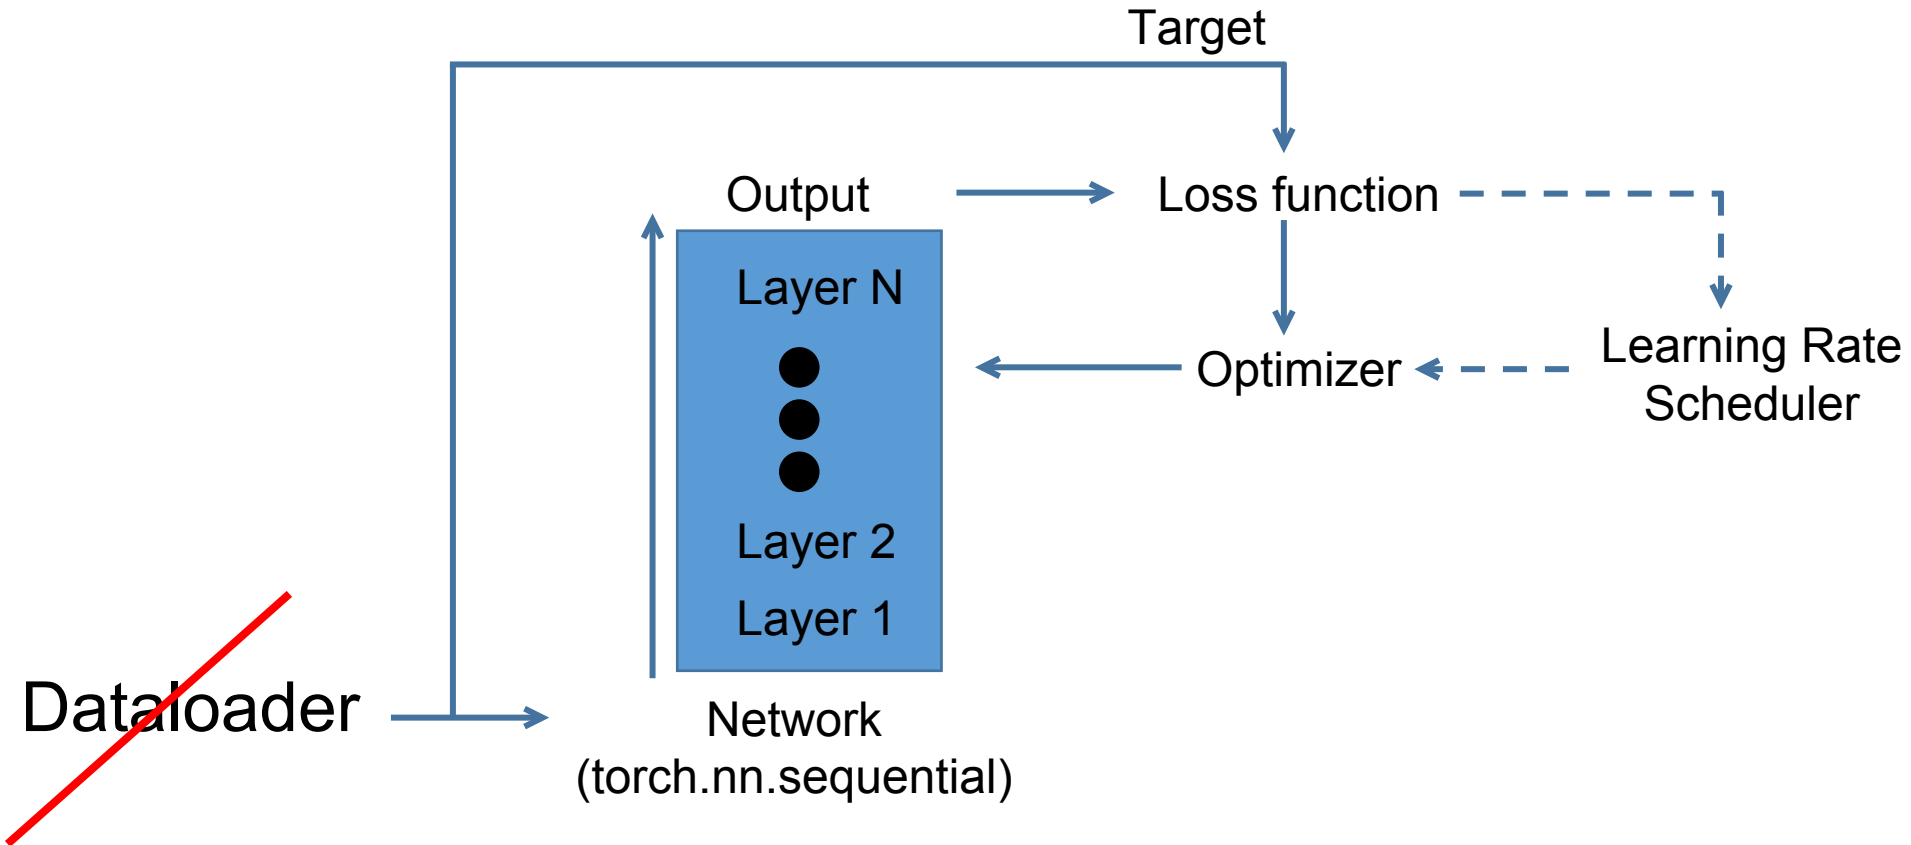 Target
Output
Loss function
Layer N
Learning Rate
Scheduler
Optimizer
Layer 2
Layer 1
Dataloader
Network
(torch.nn.sequential)